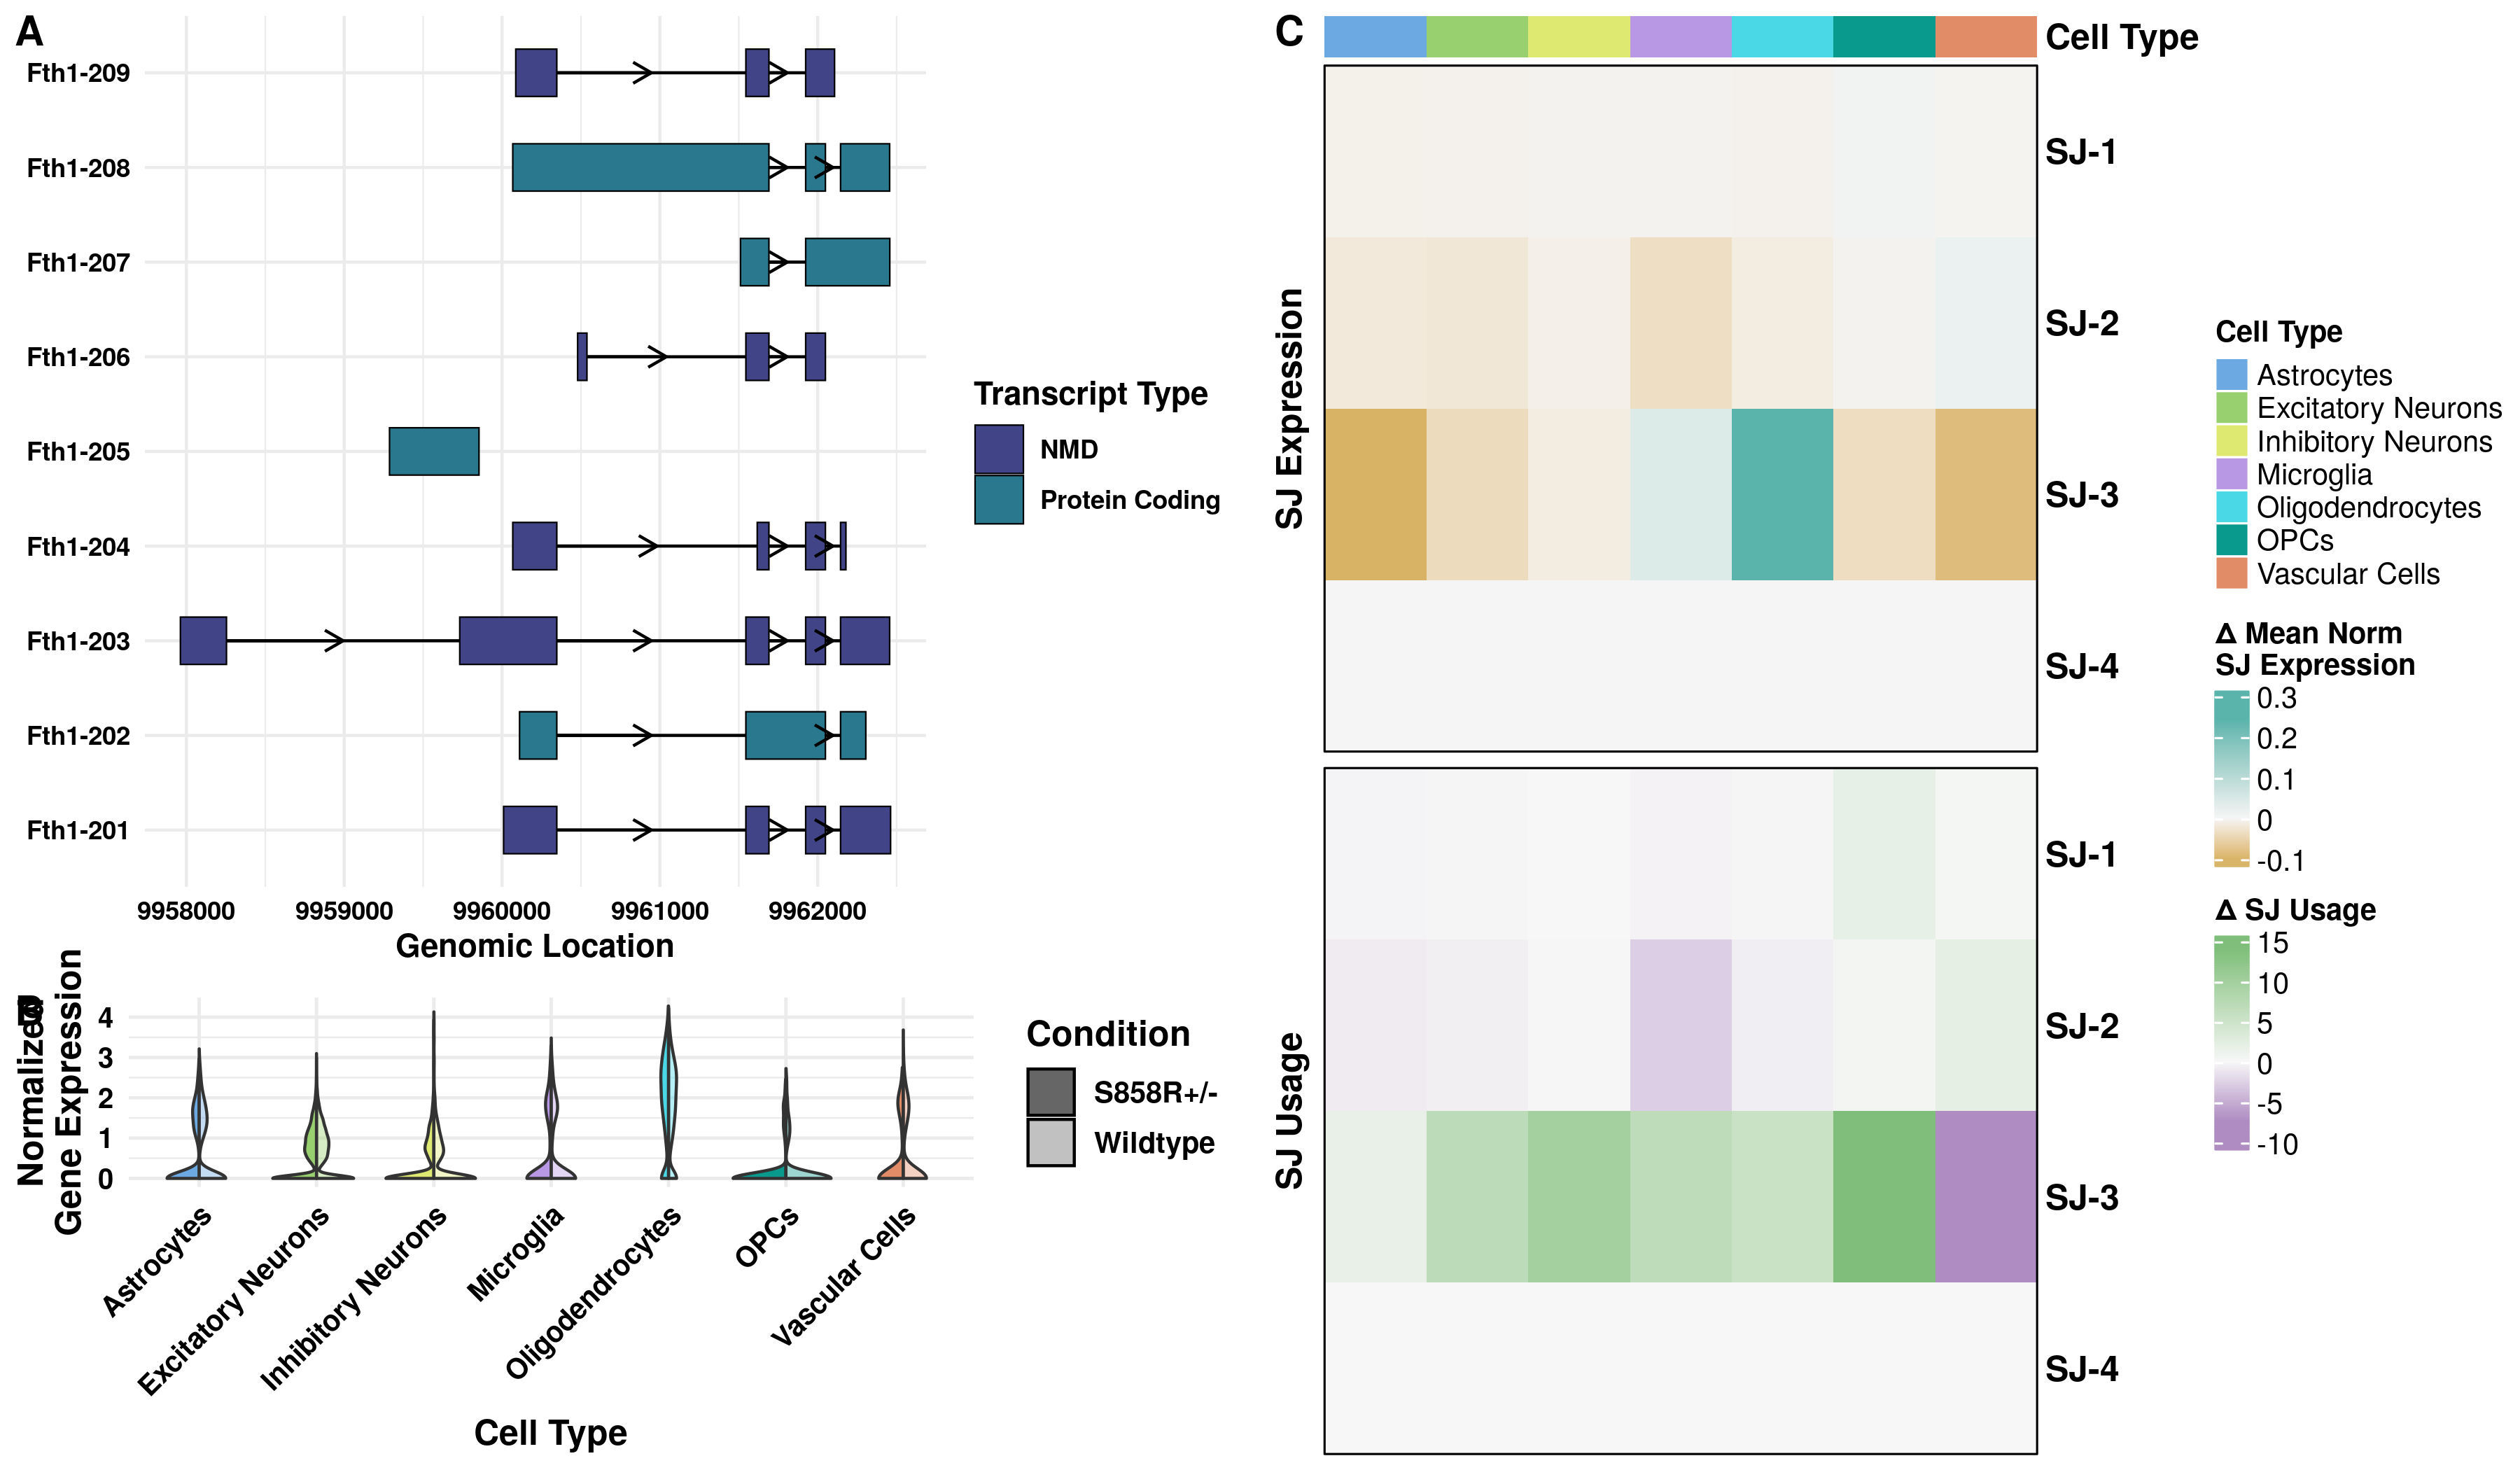 A
Fth1-209
Fth1-208
Fth1-207
Fth1-206
Fth1-205
Fth1-204
Fth1-203
Fth1-202
Fth1-201
9958000 9959000 9960000 9961000 9962000
Genomic Location
Transcript Type
NMD
Protein Coding
Normalized
Gene Expression
4
3
2
1
0
Astrocytes
Excitatory Neurons
Inhibitory Neurons
Microglia
Oligodendrocytes
OPCs
Vascular Cells
Cell Type
Condition
S858R+/-
Wildtype
C
Cell Type
SJ Expression
SJ-1
SJ-2
SJ-3
SJ-4
SJ Usage
SJ-1
SJ-2
SJ-3
SJ-4
Cell Type
Astrocytes
Excitatory Neurons
Inhibitory Neurons
Microglia
Oligodendrocytes
OPCs
Vascular Cells
Δ Mean Norm
SJ Expression
0.3
0.2
0.1
0
-0.1
Δ SJ Usage
15
10
5
0
-5
-10